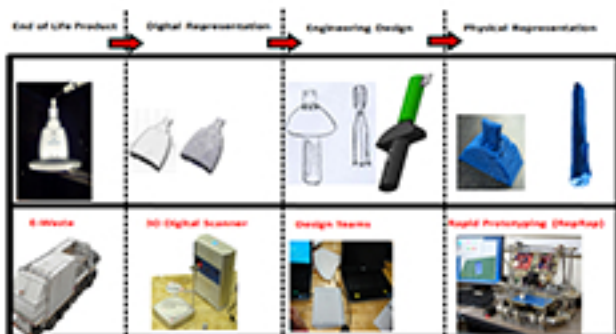 End of Life Product
Digital Representation
Engineering Design
Physical Representation
E-Waste
3D Digital Scanner
Design Teams
Rapid Prototyping (RepRap)